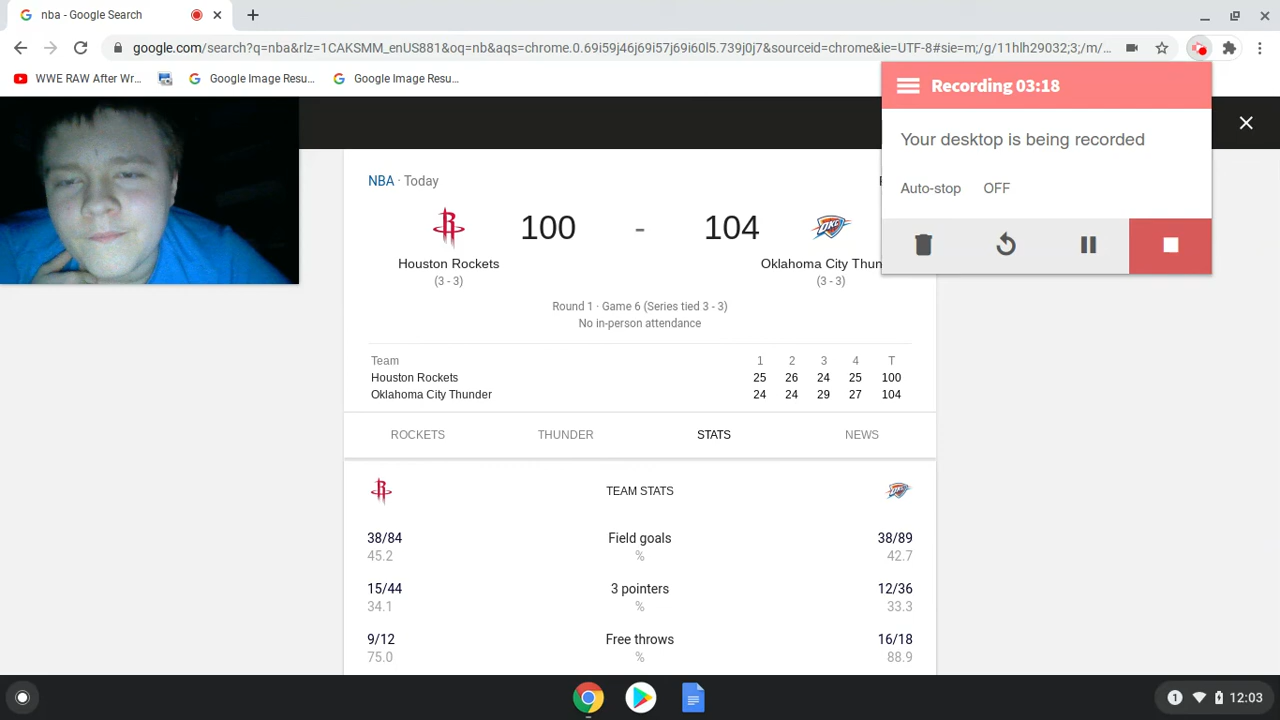 nba - Google Search
google.com/search?q=nba&rlz=1CAKSMM_enUS881&oq=nb&aqs=chrome.0.69i59j46j69i57j69i60l5.739j0j7&sourceid=chrome&ie=UTF-8#sie=m;/g/11hlh29032;3;/m/...
WWE RAW After Wr... Google Image Resu... Google Image Resu...
Recording 03:18
Your desktop is being recorded
Auto-stop OFF
NBA · Today
100 - 104
Houston Rockets Oklahoma City Thun
(3 - 3) (3 - 3)
Round 1 · Game 6 (Series tied 3 - 3)
No in-person attendance
Team 1 2 3 4 T
Houston Rockets 25 26 24 25 100
Oklahoma City Thunder 24 24 29 27 104
ROCKETS THUNDER STATS NEWS
TEAM STATS
38/84 Field goals 38/89
45.2 % 42.7
15/44 3 pointers 12/36
34.1 % 33.3
9/12 Free throws 16/18
75.0 % 88.9
1 12:03